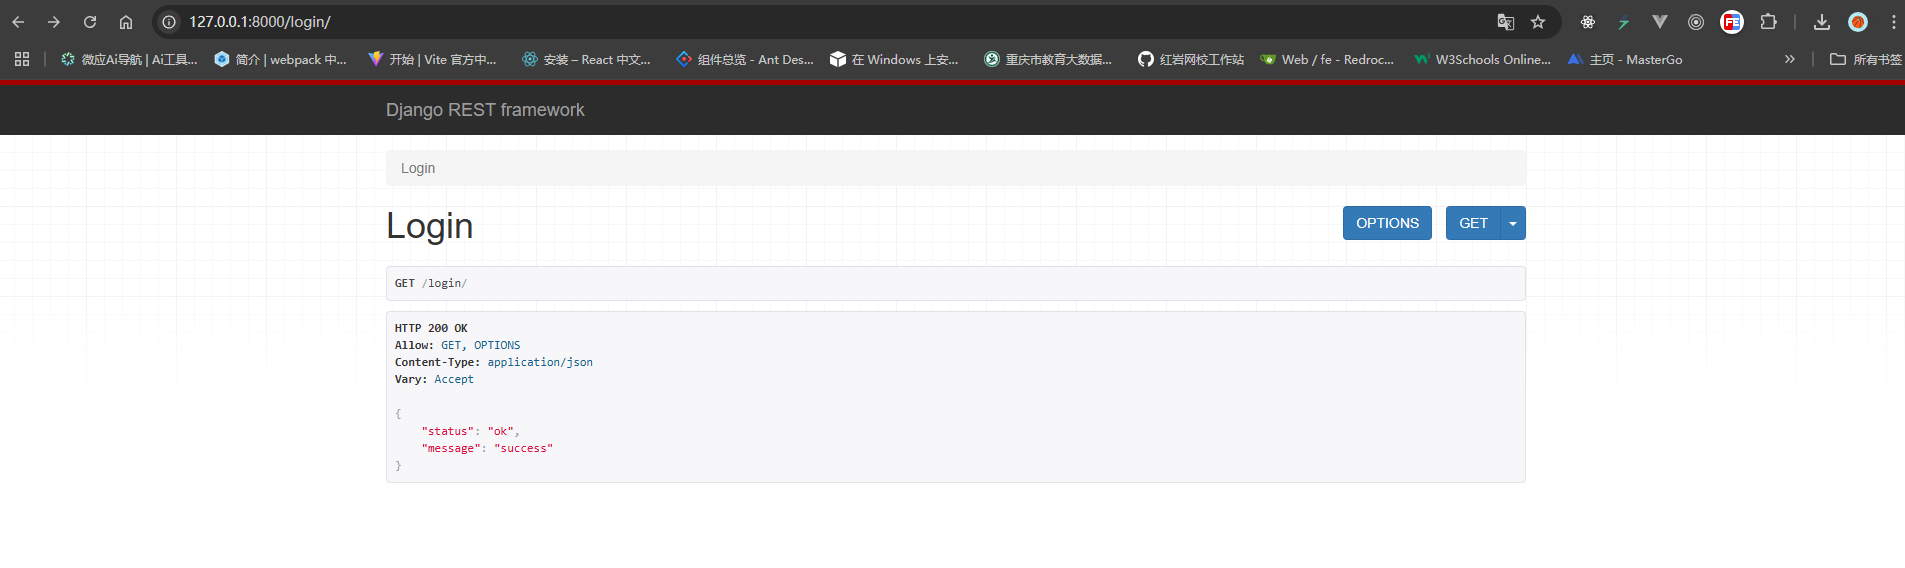 127.0.0.1:8000/login/
微应Ai导航 | Ai工具...
简介 | webpack 中...
开始 | Vite 官方中...
安装 – React 中文...
组件总览 - Ant Des...
在 Windows 上安...
重庆市教育大数据...
红岩网校工作站
Web / fe - Redroc...
W3Schools Online...
主页 - MasterGo
所有书签
Django REST framework
Login
Login
OPTIONS
GET
GET /login/
HTTP 200 OK
Allow: GET, OPTIONS
Content-Type: application/json
Vary: Accept
{
    "status": "ok",
    "message": "success"
}